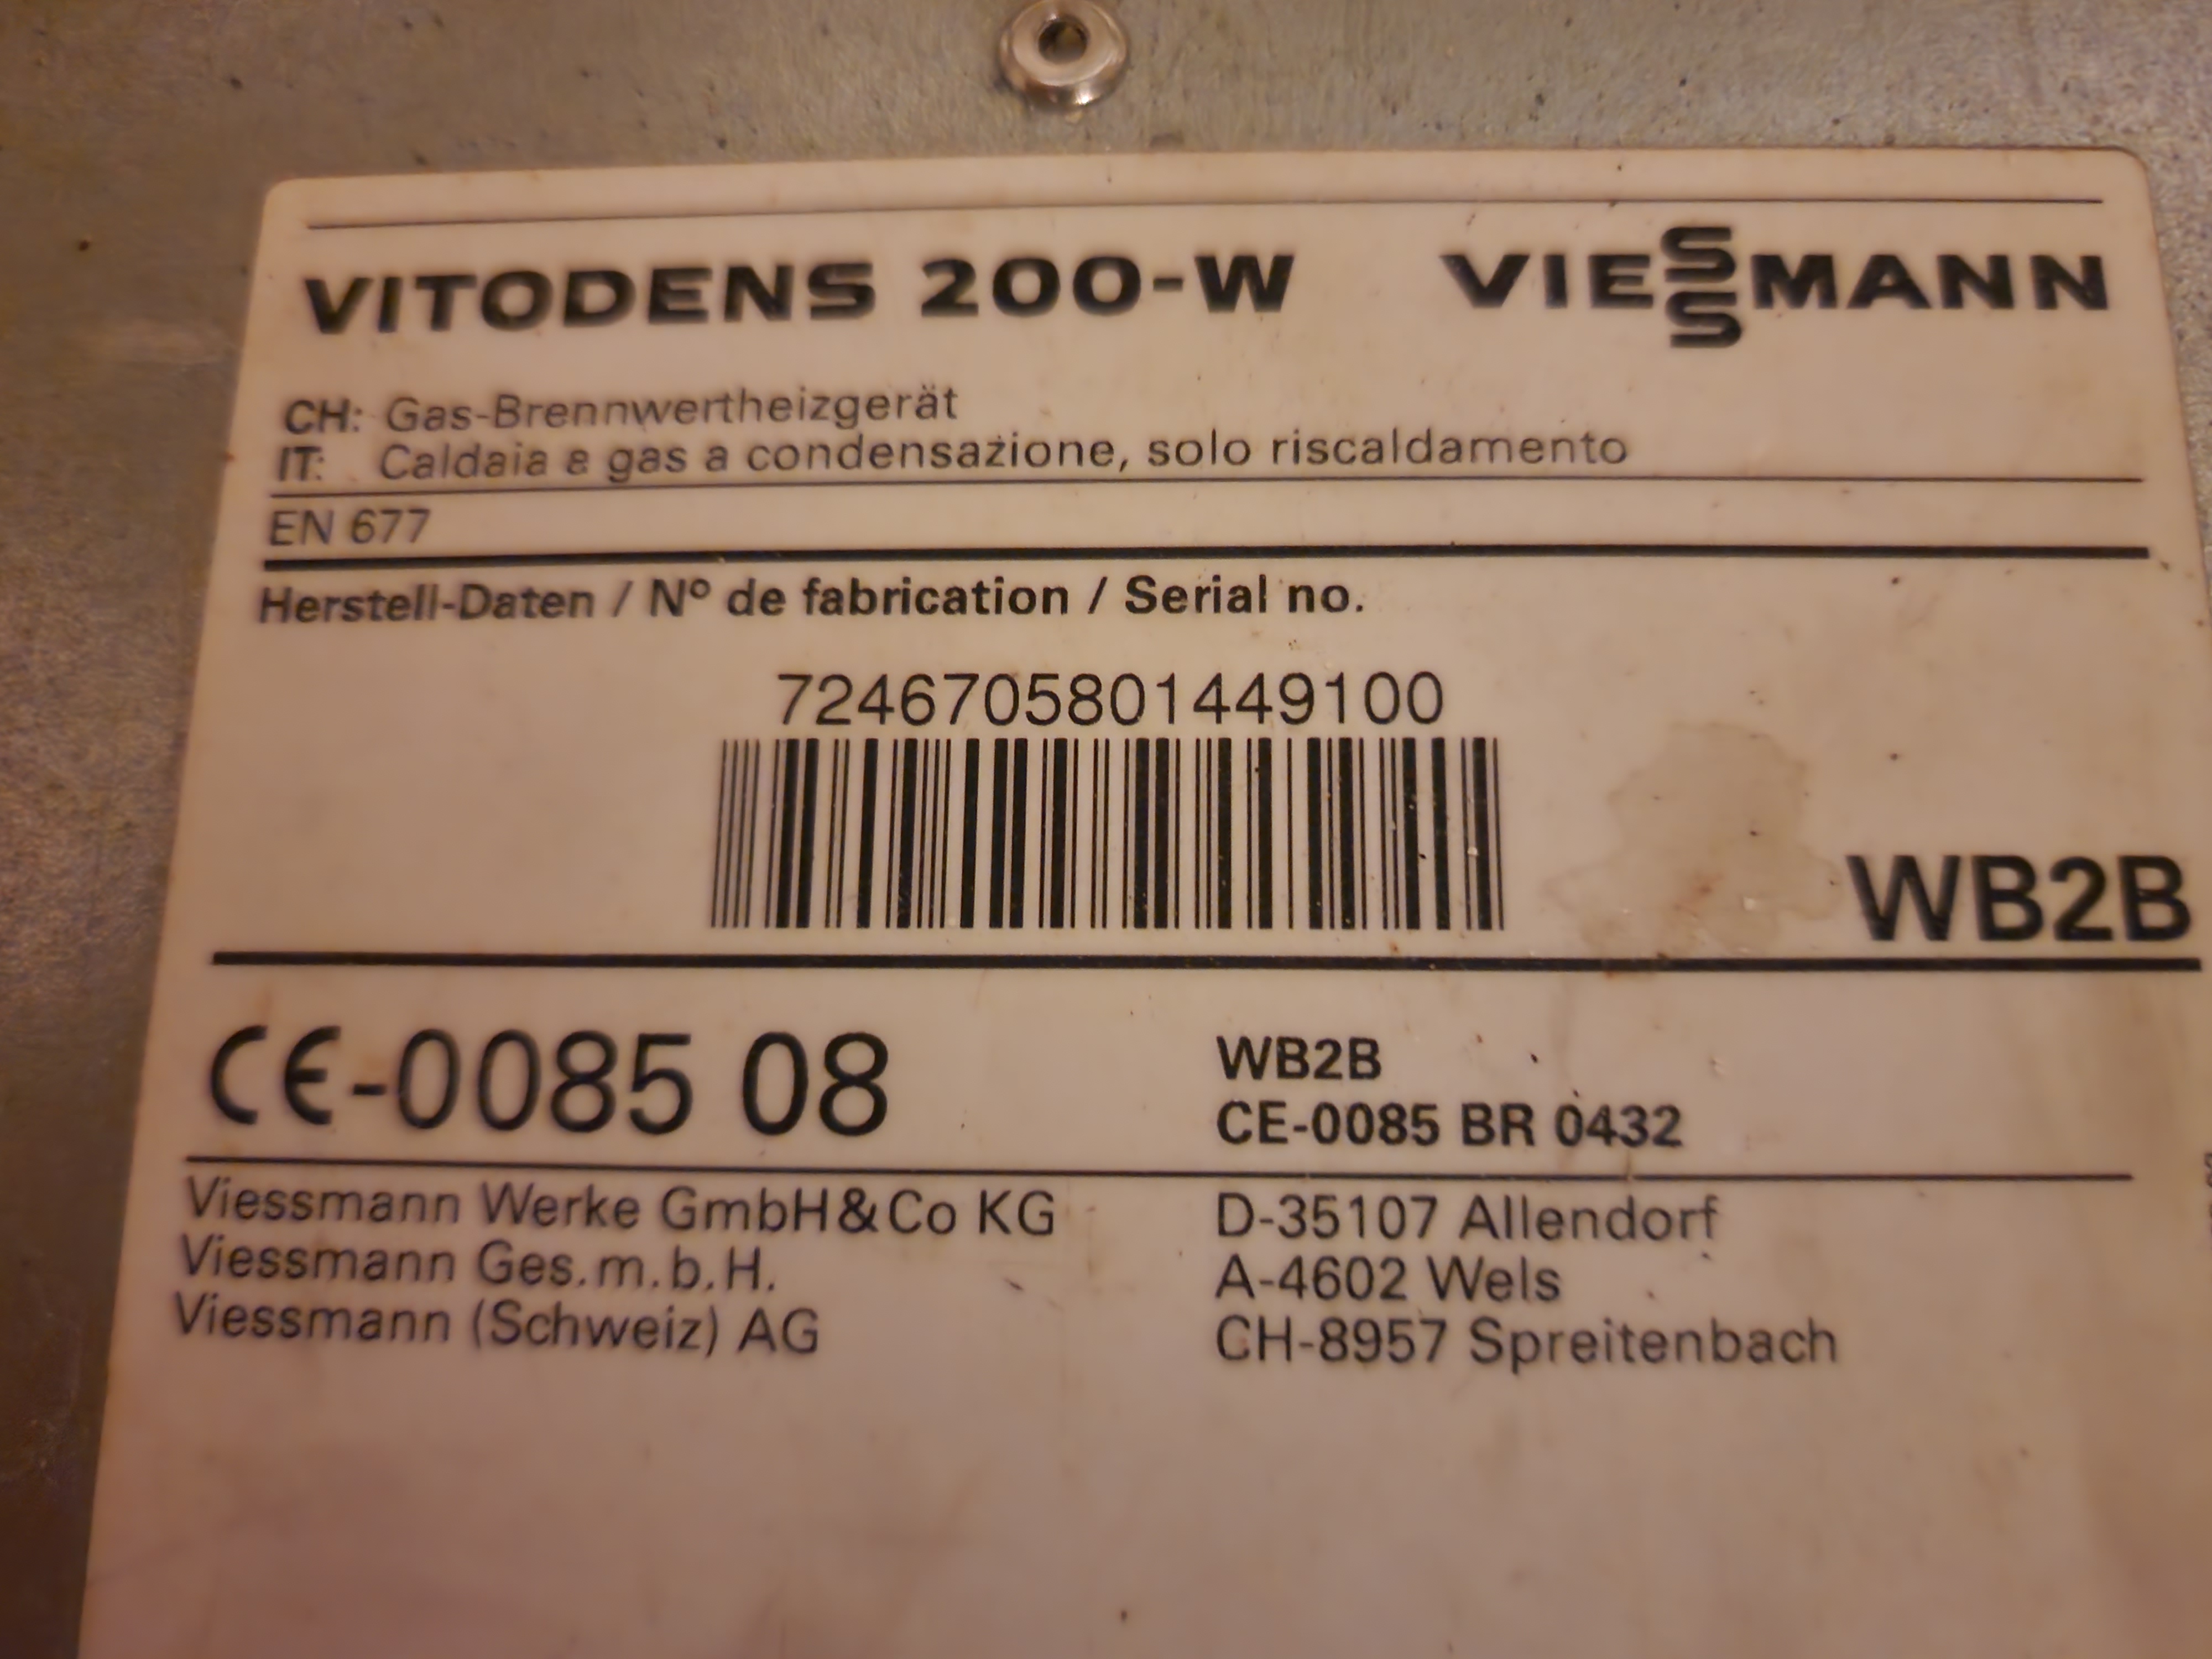 VITODENS 200-W VIESSMANN
CH: Gas-Brennwertheizgerät
IT: Caldaia a gas a condensazione, solo riscaldamento
EN 677
Herstell-Daten / Nº de fabrication / Serial no.
7246705801449100
WB2B
CE-0085 08
WB2B
CE-0085 BR 0432
Viessmann Werke GmbH&Co KG D-35107 Allendorf
Viessmann Ges.m.b.H. A-4602 Wels
Viessmann (Schweiz) AG CH-8957 Spreitenbach